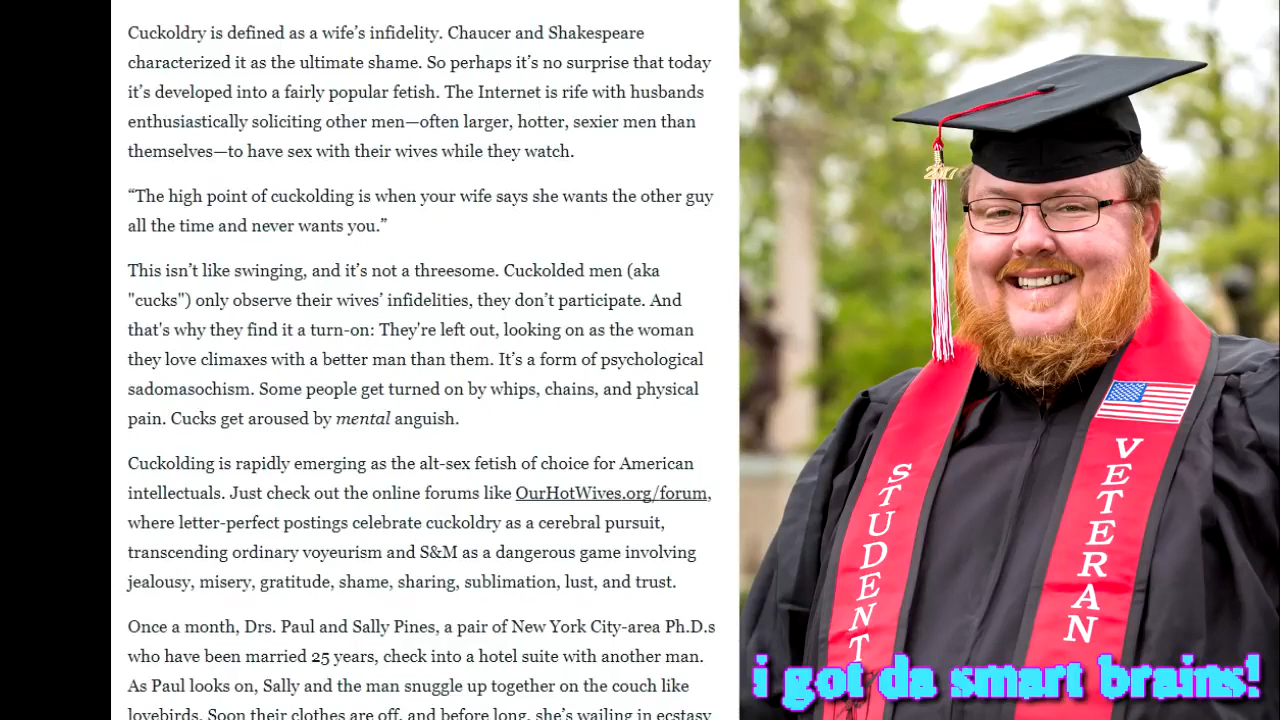 Cuckoldry is defined as a wife’s infidelity. Chaucer and Shakespeare
characterized it as the ultimate shame. So perhaps it’s no surprise that today
it’s developed into a fairly popular fetish. The Internet is rife with husbands
enthusiastically soliciting other men—often larger, hotter, sexier men than
themselves—to have sex with their wives while they watch.
“The high point of cuckolding is when your wife says she wants the other guy
all the time and never wants you.”
This isn’t like swinging, and it’s not a threesome. Cuckolded men (aka
"cucks") only observe their wives’ infidelities, they don’t participate. And
that's why they find it a turn-on: They're left out, looking on as the woman
they love climaxes with a better man than them. It’s a form of psychological
sadomasochism. Some people get turned on by whips, chains, and physical
pain. Cucks get aroused by mental anguish.
Cuckolding is rapidly emerging as the alt-sex fetish of choice for American
intellectuals. Just check out the online forums like OurHotWives.org/forum,
where letter-perfect postings celebrate cuckoldry as a cerebral pursuit,
transcending ordinary voyeurism and S&M as a dangerous game involving
jealousy, misery, gratitude, shame, sharing, sublimation, lust, and trust.
Once a month, Drs. Paul and Sally Pines, a pair of New York City-area Ph.D.s
who have been married 25 years, check into a hotel suite with another man.
As Paul looks on, Sally and the man snuggle up together on the couch like
lovebirds. Soon their clothes are off, and before long, she’s wailing in ecstasy
2017
STUDENT
VETERAN
i got da smart brains!